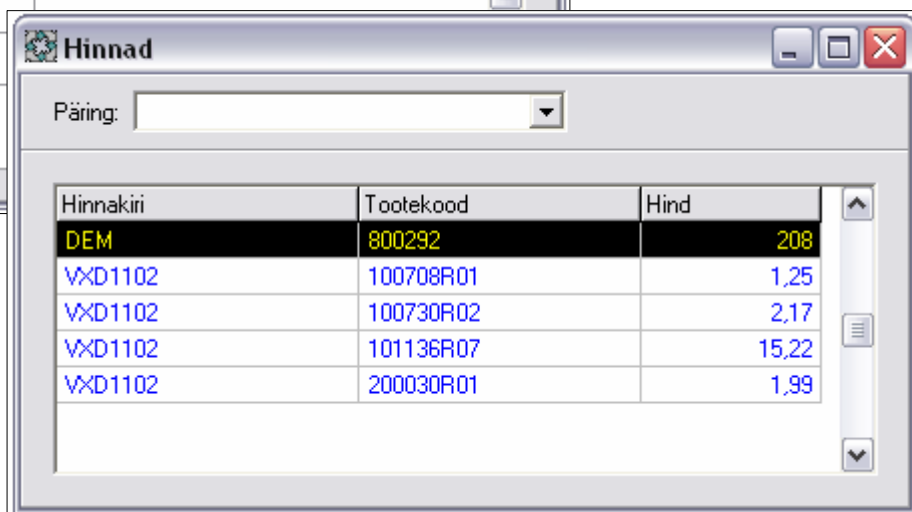 Hinnad
Päring:
Hinnakiri Tootekood Hind
DEM 800292 208
VXD1102 100708R01 1,25
VXD1102 100730R02 2,17
VXD1102 101136R07 15,22
VXD1102 200030R01 1,99